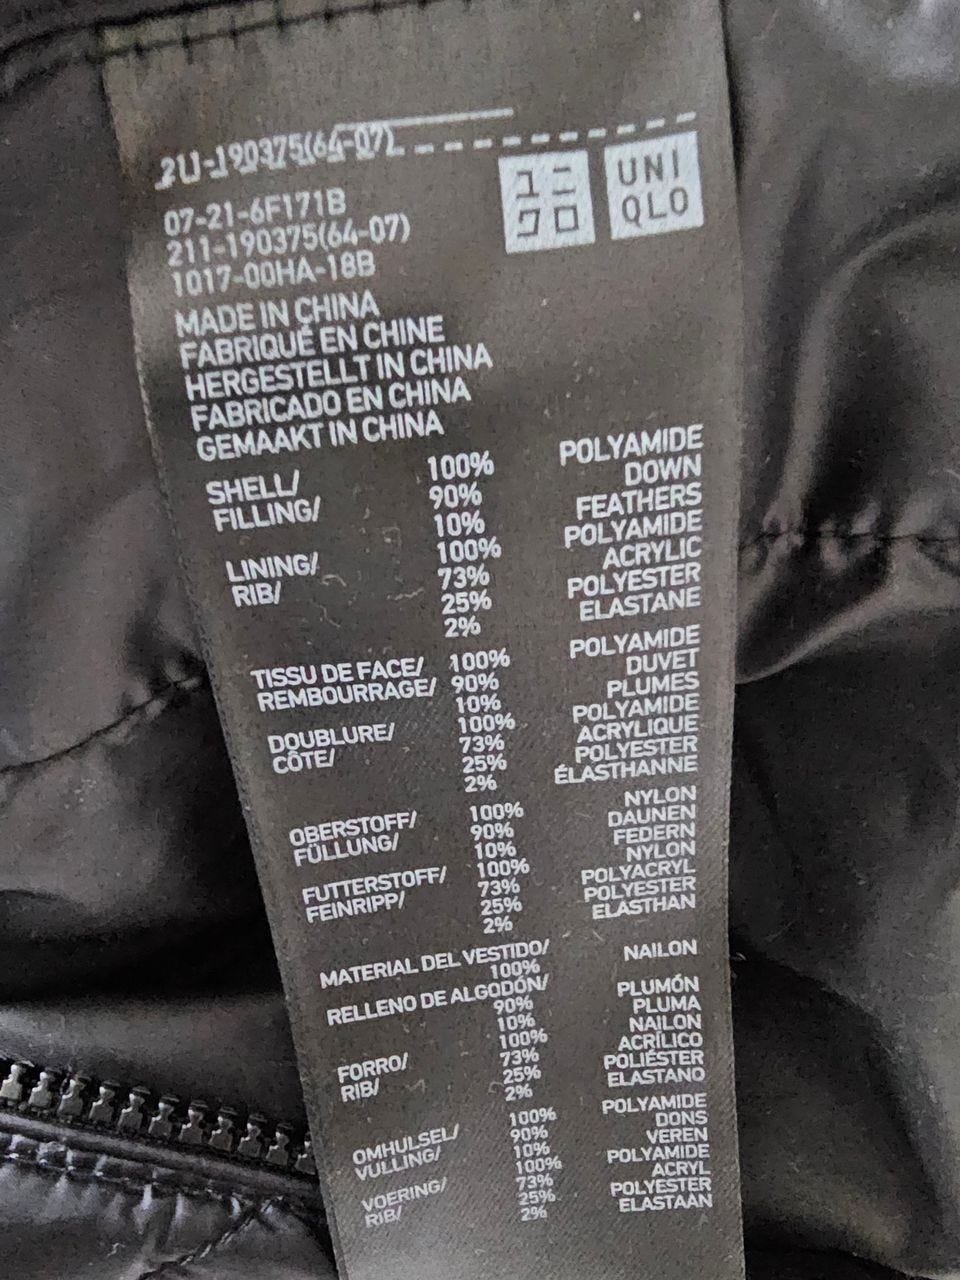 211-190375(64-07)
ユニ
クロ
UNI
QLO
07-21-6F171B
211-190375(64-07)
1017-00HA-18B
MADE IN CHINA
FABRIQUÉ EN CHINE
HERGESTELLT IN CHINA
FABRICADO EN CHINA
GEMAAKT IN CHINA
SHELL/ 100% POLYAMIDE
FILLING/ 90% DOWN
10% FEATHERS
LINING/ 100% POLYAMIDE
RIB/ 73% ACRYLIC
25% POLYESTER
2% ELASTANE
TISSU DE FACE/ 100% POLYAMIDE
REMBOURRAGE/ 90% DUVET
10% PLUMES
DOUBLURE/ 100% POLYAMIDE
CÔTE/ 73% ACRYLIQUE
25% POLYESTER
2% ÉLASTHANNE
OBERSTOFF/ 100% NYLON
FÜLLUNG/ 90% DAUNEN
10% FEDERN
FUTTERSTOFF/ 100% NYLON
FEINRIPP/ 73% POLYACRYL
25% POLYESTER
2% ELASTHAN
MATERIAL DEL VESTIDO/
100% NAILON
RELLENO DE ALGODÓN/
90% PLUMÓN
10% PLUMA
FORRO/ 100% NAILON
RIB/ 73% ACRÍLICO
25% POLIÉSTER
2% ELASTANO
OMHULSEL/ 100% POLYAMIDE
VULLING/ 90% DONS
10% VEREN
VOERING/ 100% POLYAMIDE
RIB/ 73% ACRYL
25% POLYESTER
2% ELASTAAN